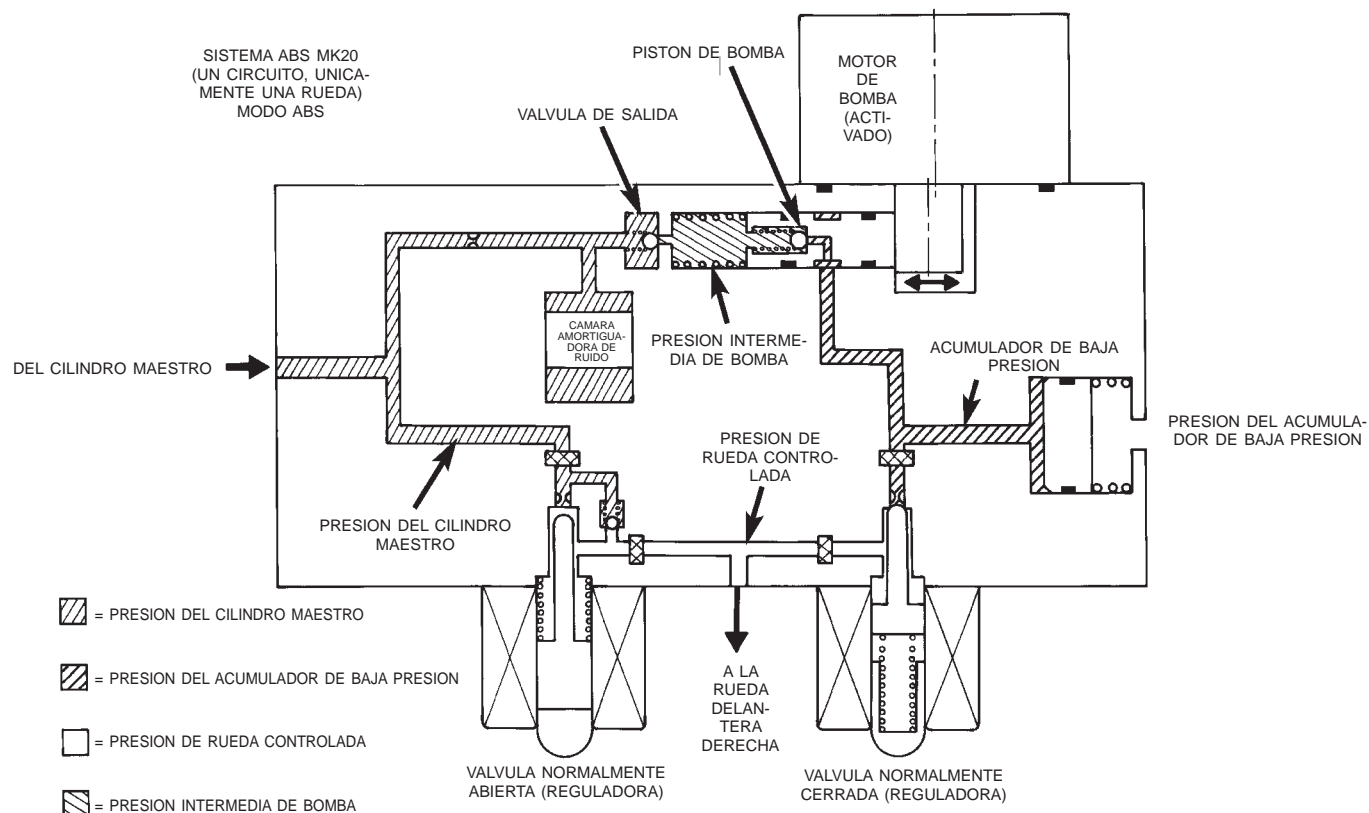 SISTEMA ABS MK20
(UN CIRCUITO, UNICA-
MENTE UNA RUEDA)
MODO ABS
PISTON DE BOMBA
VALVULA DE SALIDA
MOTOR
DE
BOMBA
(ACTI-
VADO)
CAMARA
AMORTIGUA-
DORA DE
RUIDO
PRESION INTERME-
DIA DE BOMBA
ACUMULADOR DE BAJA
PRESION
DEL CILINDRO MAESTRO
PRESION DEL ACUMULA-
DOR DE BAJA PRESION
PRESION DE
RUEDA CONTRO-
LADA
PRESION DEL CILINDRO
MAESTRO
= PRESION DEL CILINDRO MAESTRO
= PRESION DEL ACUMULADOR DE BAJA PRESION
= PRESION DE RUEDA CONTROLADA
= PRESION INTERMEDIA DE BOMBA
A LA
RUEDA
DELAN-
TERA
DERECHA
VALVULA NORMALMENTE
ABIERTA (REGULADORA)
VALVULA NORMALMENTE
CERRADA (REGULADORA)